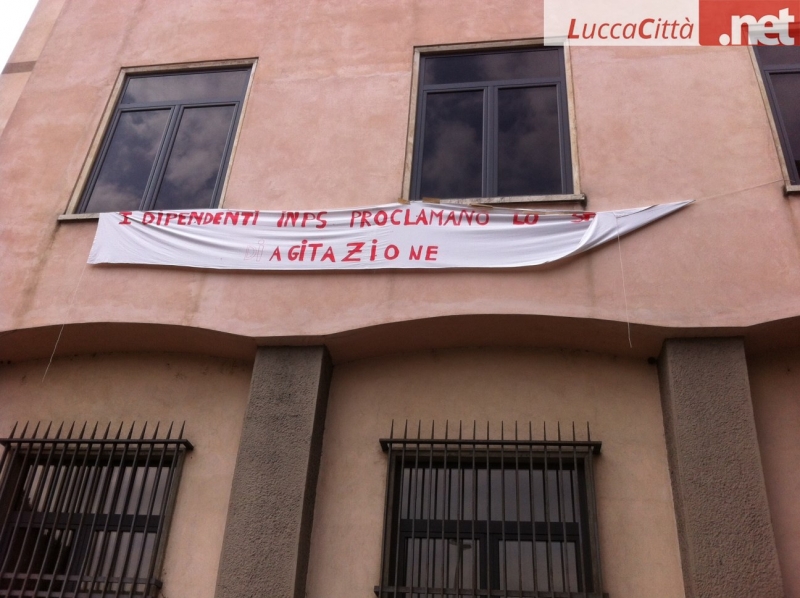 LuccaCittà.net
I DIPENDENTI INPS PROCLAMANO LO
AGITAZIONE